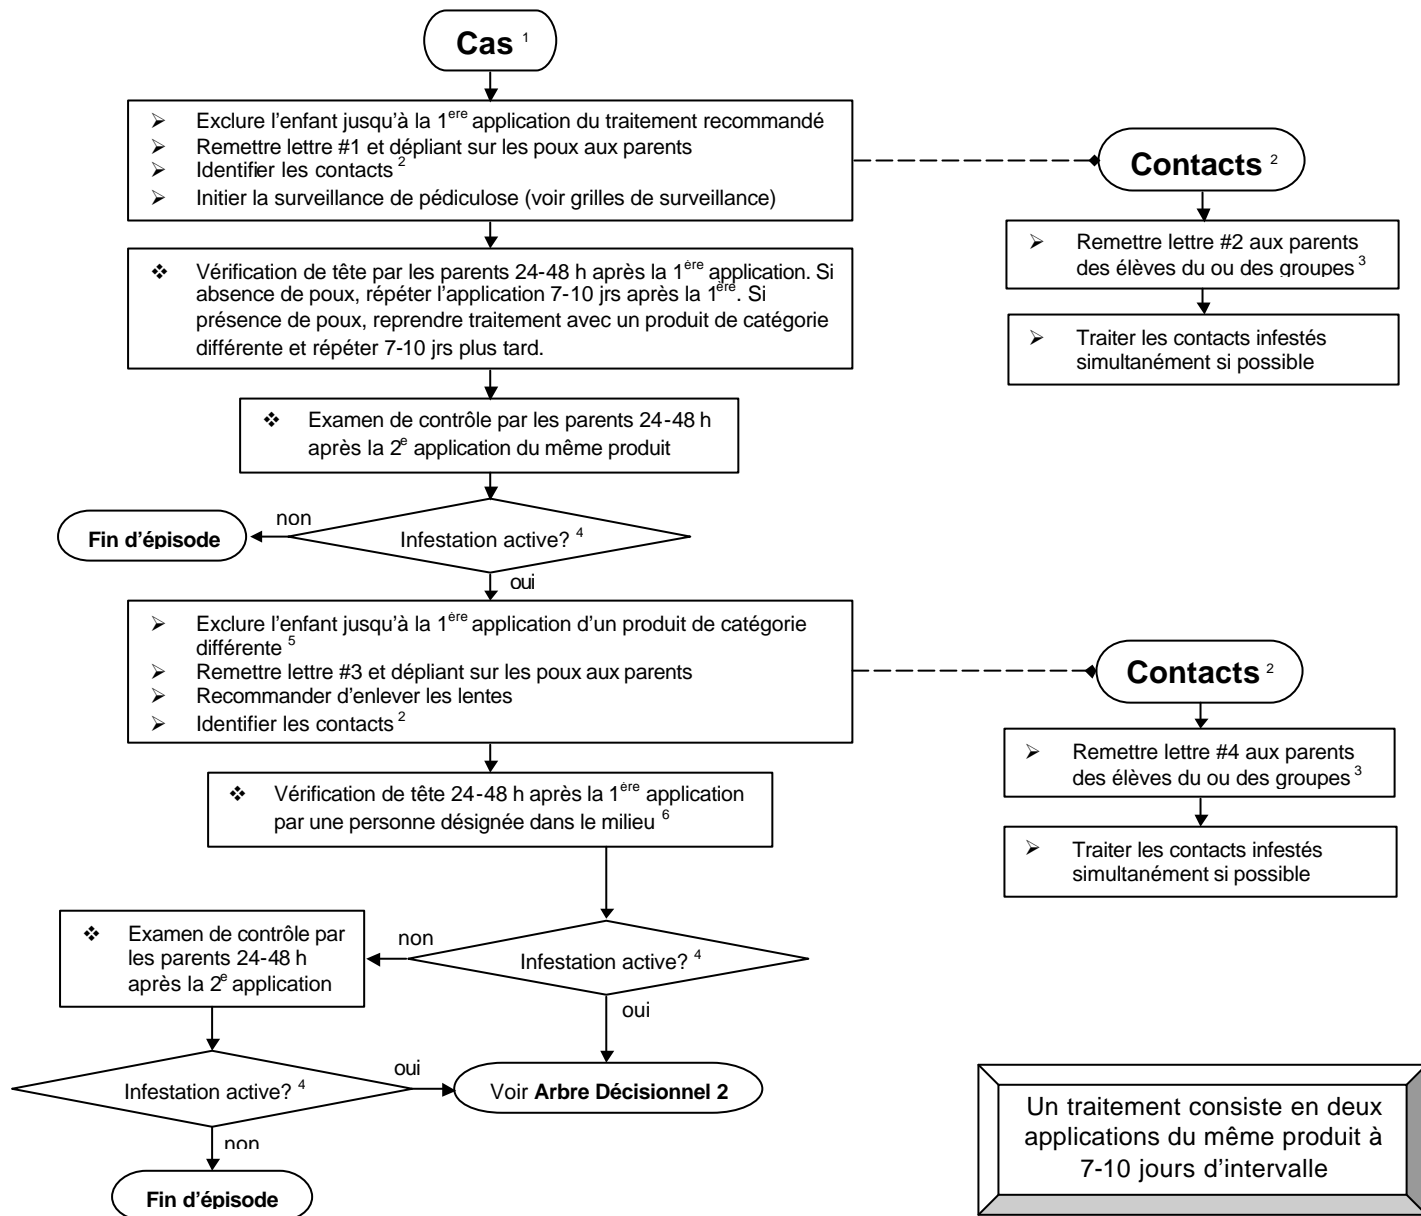 Cas 1
➢ Exclure l'enfant jusqu'à la 1ere application du traitement recommandé
➢ Remettre lettre #1 et dépliant sur les poux aux parents
➢ Identifier les contacts 2
➢ Initier la surveillance de pédiculose (voir grilles de surveillance)
Contacts 2
➢ Remettre lettre #2 aux parents
des élèves du ou des groupes 3
➢ Traiter les contacts infestés
simultanément si possible
❖ Vérification de tête par les parents 24-48 h après la 1ère application. Si
absence de poux, répéter l'application 7-10 jrs après la 1ère. Si
présence de poux, reprendre traitement avec un produit de catégorie
différente et répéter 7-10 jrs plus tard.
❖ Examen de contrôle par les parents 24-48 h
après la 2e application du même produit
Infestation active? 4
non
Fin d'épisode
oui
➢ Exclure l'enfant jusqu'à la 1ère application d'un produit de catégorie
différente 5
➢ Remettre lettre #3 et dépliant sur les poux aux parents
➢ Recommander d'enlever les lentes
➢ Identifier les contacts 2
Contacts 2
➢ Remettre lettre #4 aux parents
des élèves du ou des groupes 3
➢ Traiter les contacts infestés
simultanément si possible
❖ Vérification de tête 24-48 h après la 1ère application
par une personne désignée dans le milieu 6
Infestation active? 4
non
oui
❖ Examen de contrôle par
les parents 24-48 h
après la 2e application
Infestation active? 4
oui
Voir Arbre Décisionnel 2
non
Fin d'épisode
Un traitement consiste en deux
applications du même produit à
7-10 jours d'intervalle